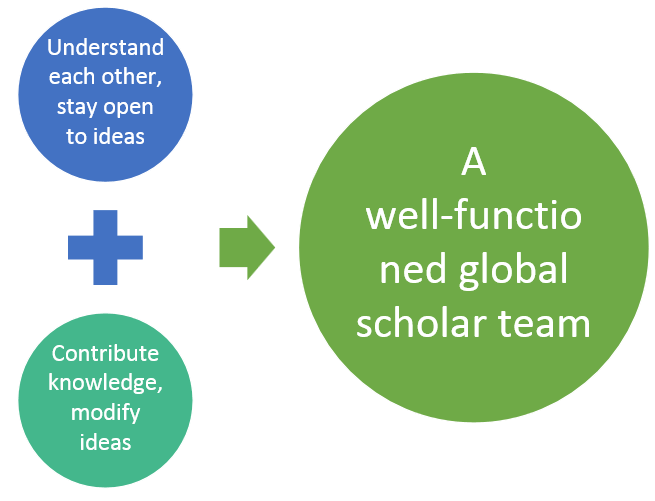 Understand
each other,
stay open
to ideas
Contribute
knowledge,
modify
ideas
A
well-functio
ned global
scholar team